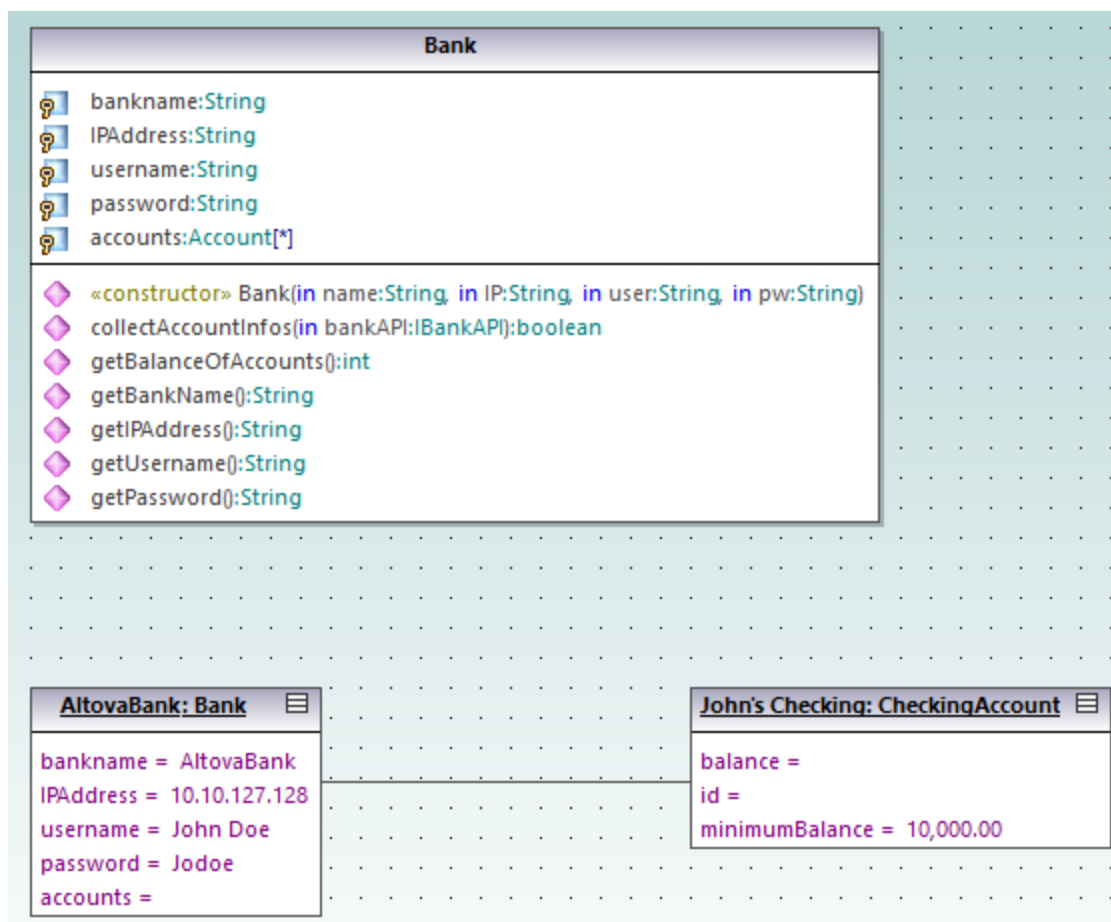 Bank
bankname:String
IPAddress:String
username:String
password:String
accounts:Account[*]
«constructor» Bank(in name:String, in IP:String, in user:String, in pw:String)
collectAccountInfos(in bankAPI:IBankAPI):boolean
getBalanceOfAccounts():int
getBankName():String
getIPAddress():String
getUsername():String
getPassword():String
AltovaBank: Bank
bankname = AltovaBank
IPAddress = 10.10.127.128
username = John Doe
password = Jodoe
accounts =
John's Checking: CheckingAccount
balance =
id =
minimumBalance = 10,000.00